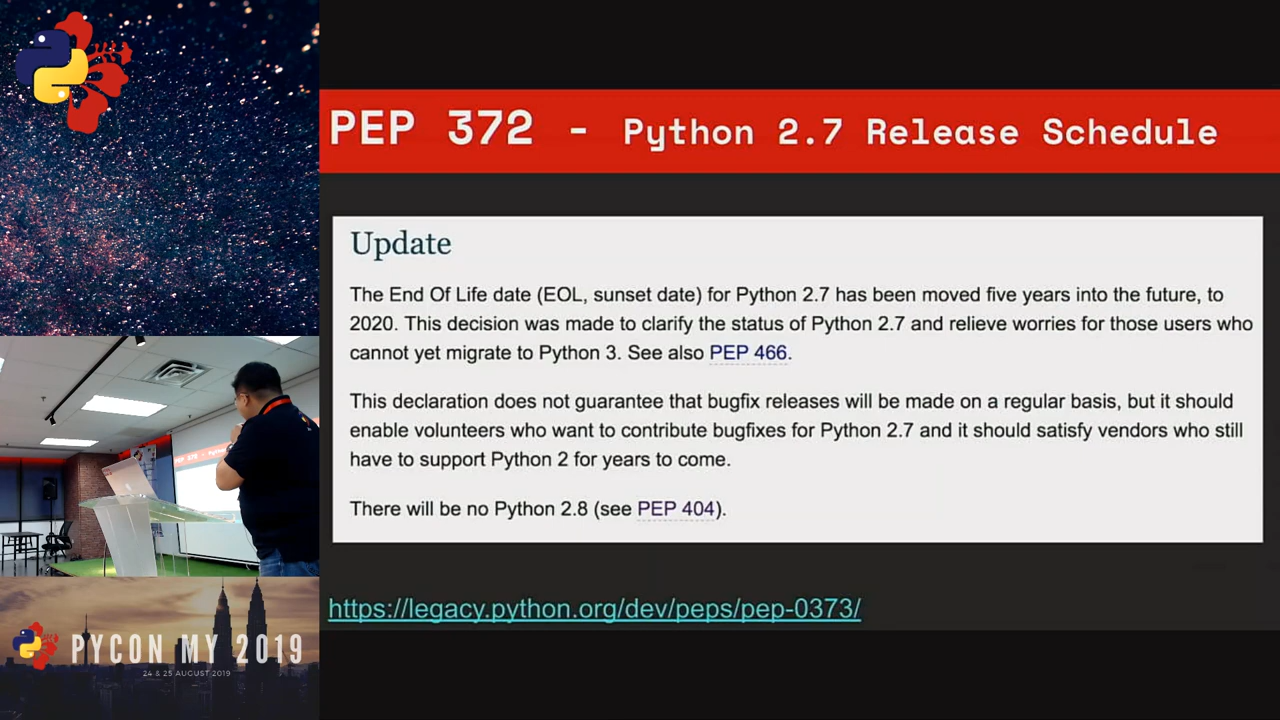 PEP 372 - Python 2.7 Release Schedule
Update
The End Of Life date (EOL, sunset date) for Python 2.7 has been moved five years into the future, to
2020. This decision was made to clarify the status of Python 2.7 and relieve worries for those users who
cannot yet migrate to Python 3. See also PEP 466.
This declaration does not guarantee that bugfix releases will be made on a regular basis, but it should
enable volunteers who want to contribute bugfixes for Python 2.7 and it should satisfy vendors who still
have to support Python 2 for years to come.
There will be no Python 2.8 (see PEP 404).
https://legacy.python.org/dev/peps/pep-0373/
PYCON MY 2019
24 & 25 AUGUST 2019